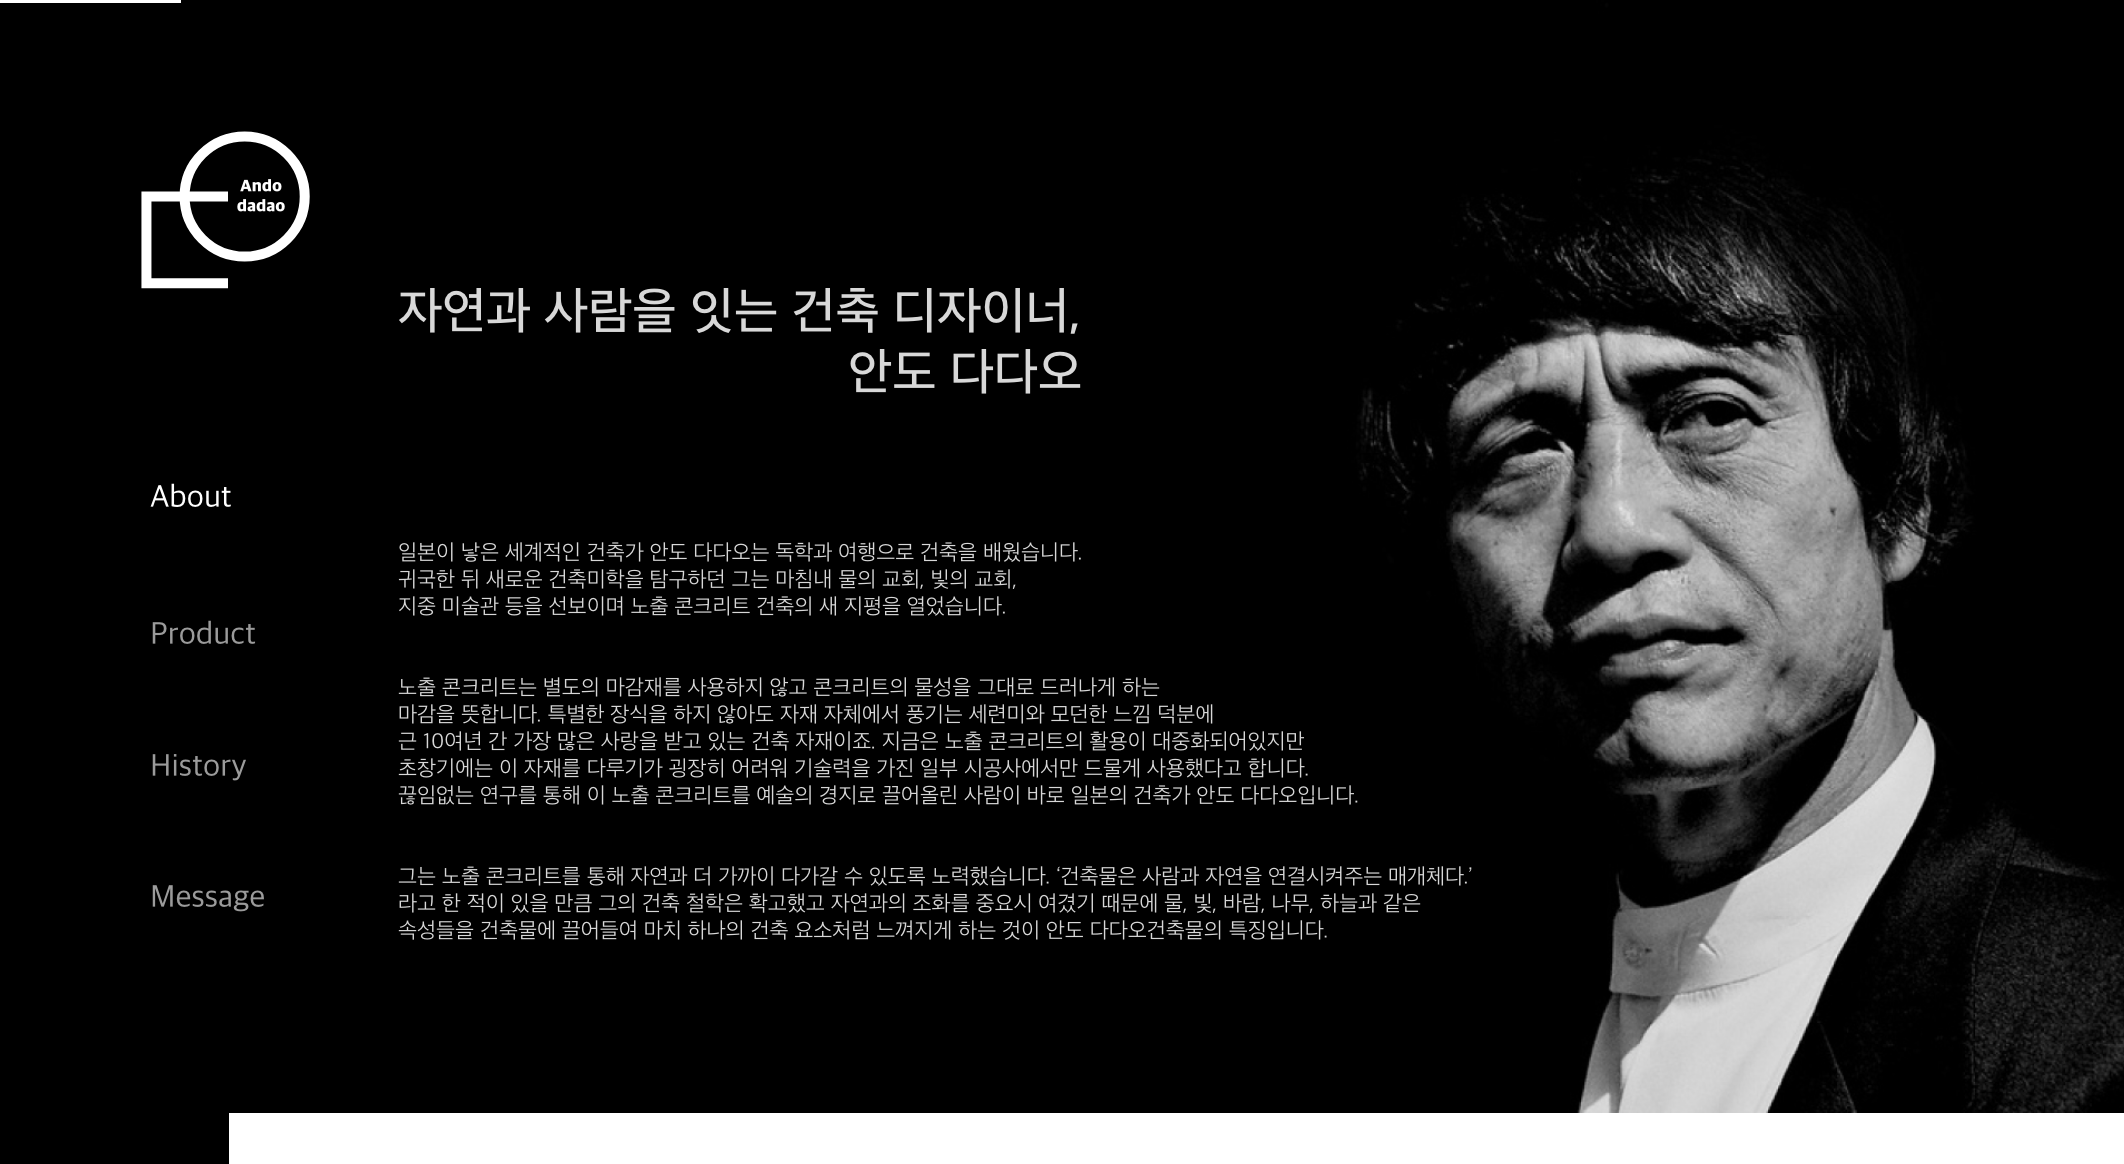 Ando
dadao
자연과 사람을 잇는 건축 디자이너,
안도 다다오
About
Product
History
Message
일본이 낳은 세계적인 건축가 안도 다다오는 독학과 여행으로 건축을 배웠습니다.
귀국한 뒤 새로운 건축미학을 탐구하던 그는 마침내 물의 교회, 빛의 교회,
지중 미술관 등을 선보이며 노출 콘크리트 건축의 새 지평을 열었습니다.
노출 콘크리트는 별도의 마감재를 사용하지 않고 콘크리트의 물성을 그대로 드러나게 하는
마감을 뜻합니다. 특별한 장식을 하지 않아도 자재 자체에서 풍기는 세련미와 모던한 느낌 덕분에
근 10여년 간 가장 많은 사랑을 받고 있는 건축 자재이죠. 지금은 노출 콘크리트의 활용이 대중화되어있지만
초창기에는 이 자재를 다루기가 굉장히 어려워 기술력을 가진 일부 시공사에서만 드물게 사용했다고 합니다.
끊임없는 연구를 통해 이 노출 콘크리트를 예술의 경지로 끌어올린 사람이 바로 일본의 건축가 안도 다다오입니다.
그는 노출 콘크리트를 통해 자연과 더 가까이 다가갈 수 있도록 노력했습니다. ‘건축물은 사람과 자연을 연결시켜주는 매개체다.’
라고 한 적이 있을 만큼 그의 건축 철학은 확고했고 자연과의 조화를 중요시 여겼기 때문에 물, 빛, 바람, 나무, 하늘과 같은
속성들을 건축물에 끌어들여 마치 하나의 건축 요소처럼 느껴지게 하는 것이 안도 다다오건축물의 특징입니다.